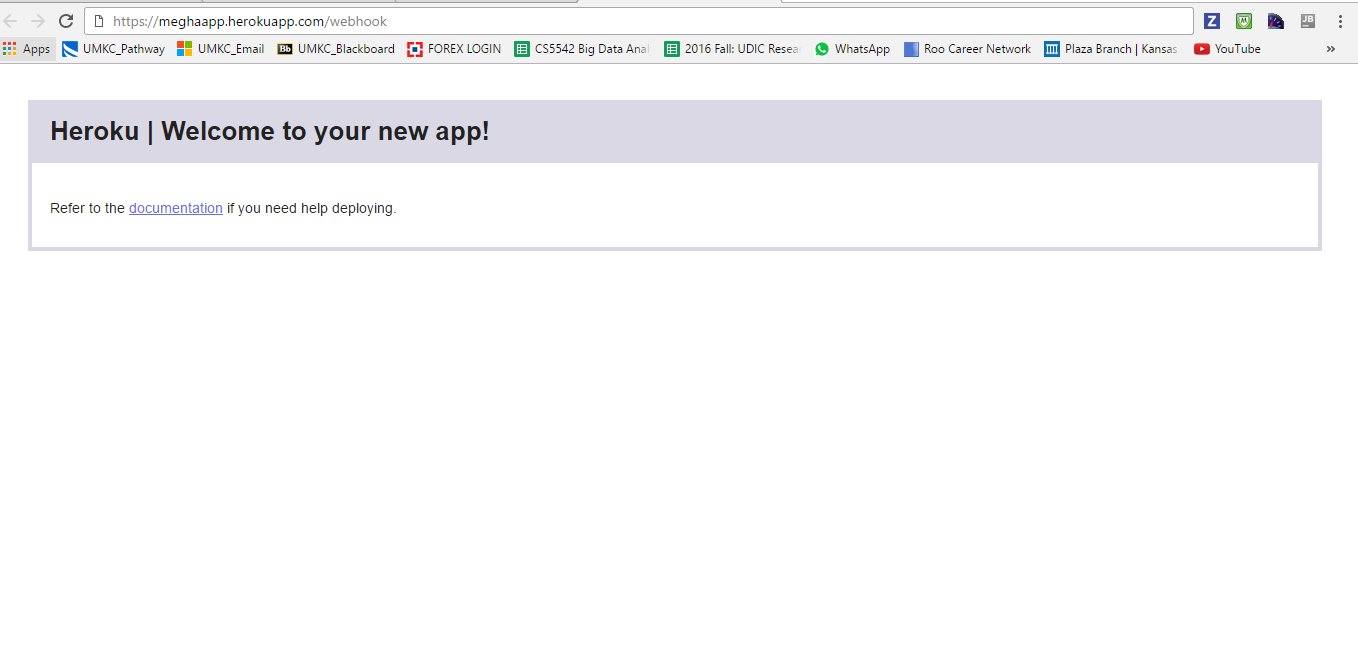 https://meghaapp.herokuapp.com/webhook
Z M JB
Apps UMKC_Pathway UMKC_Email Bb UMKC_Blackboard FOREX LOGIN CS5542 Big Data Anal 2016 Fall: UDIC Resea WhatsApp Roo Career Network Plaza Branch | Kansas YouTube »
Heroku | Welcome to your new app!
Refer to the documentation if you need help deploying.